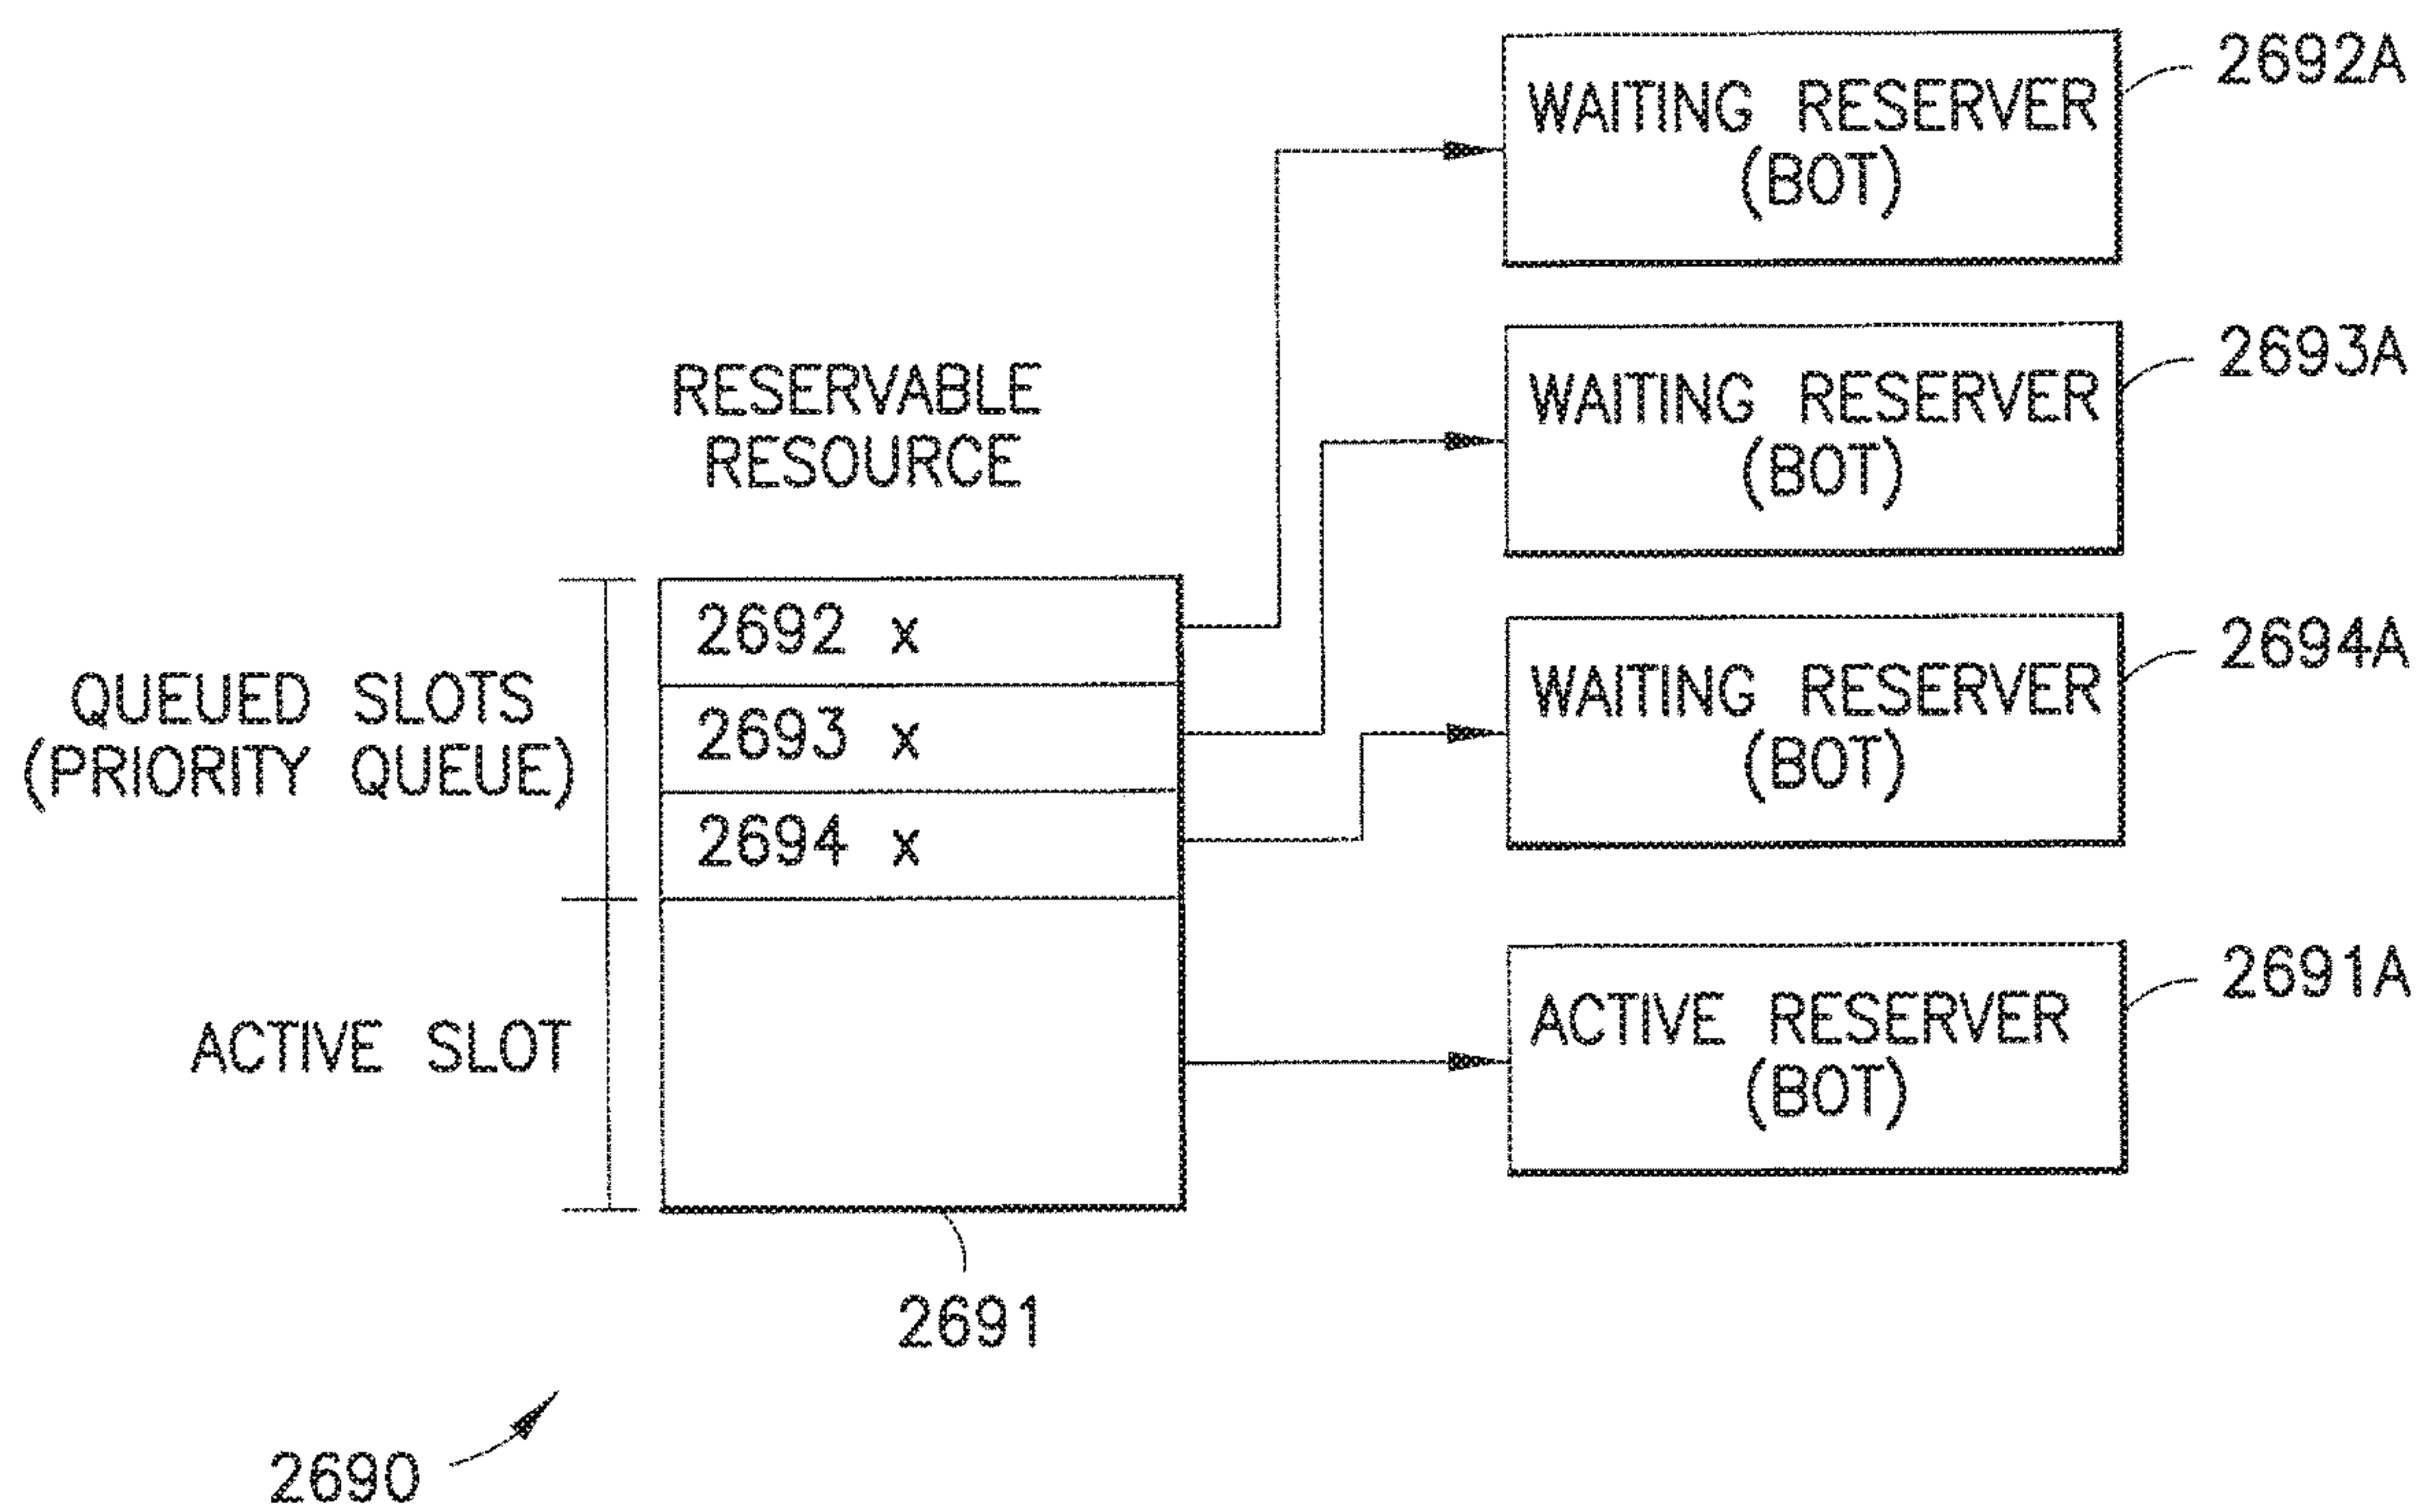 WAITING RESERVER
(BOT)
2692A
WAITING RESERVER
(BOT)
2693A
RESERVABLE
RESOURCE
WAITING RESERVER
(BOT)
2694A
QUEUED SLOTS
(PRIORITY QUEUE)
2692 x
2693 x
2694 x
ACTIVE SLOT
ACTIVE RESERVER
(BOT)
2691A
2691
2690